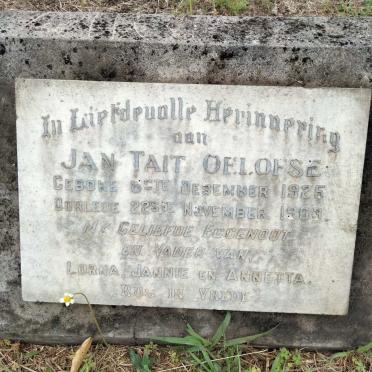 In Liefdevolle Herinnering
aan
JAN TAIT OELOFSE
GEBORE 6DE DESEMBER 1925
OORLEDE 22STE NOVEMBER
MY GELIEFDE EGGENOOT
EN VADER VAN
LORNA, JANNIE EN ANNETTA.
RUS IN VREDE